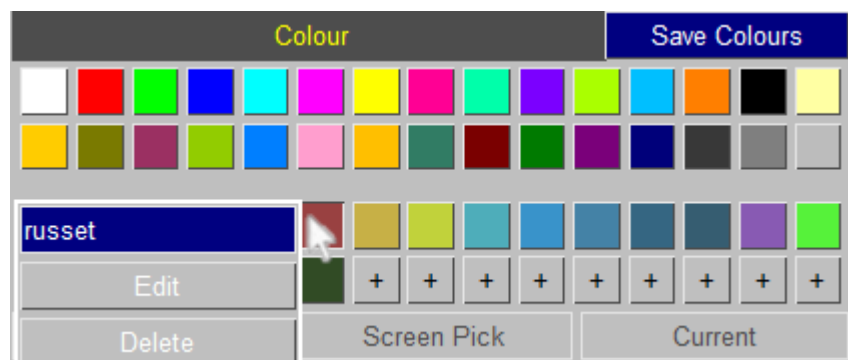 Colour Save Colours
russet
Edit + + + + + + + + +
Delete Screen Pick Current